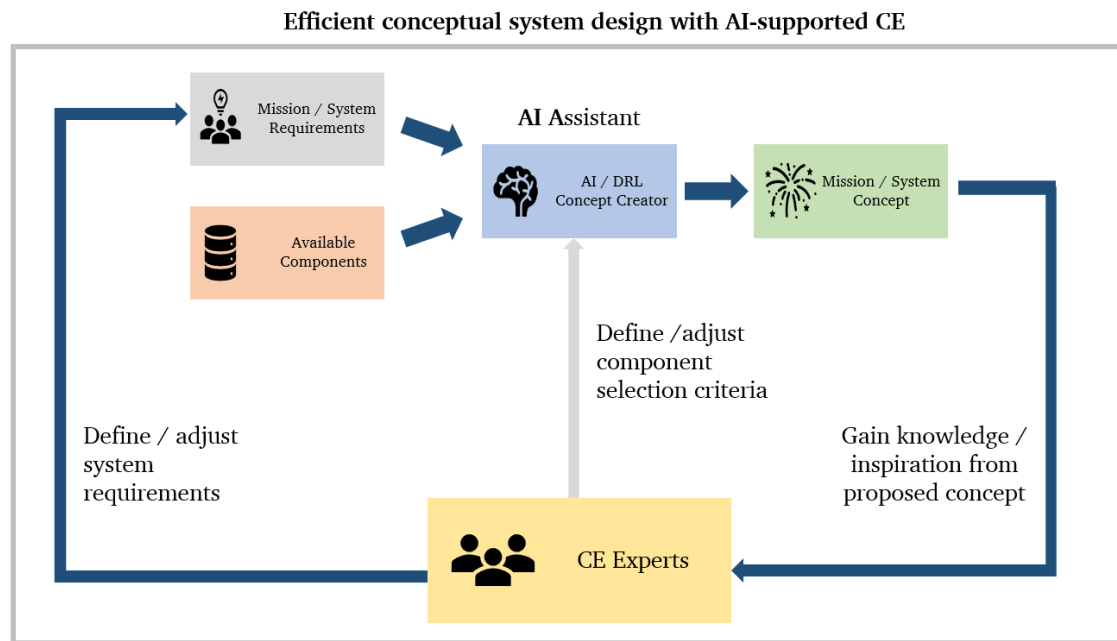 Efficient conceptual system design with AI-supported CE
Mission / System
Requirements
AI Assistant
AI / DRL
Concept Creator
Mission / System
Concept
Available
Components
Define /adjust
component
selection criteria
Define / adjust
system
requirements
Gain knowledge /
inspiration from
proposed concept
CE Experts